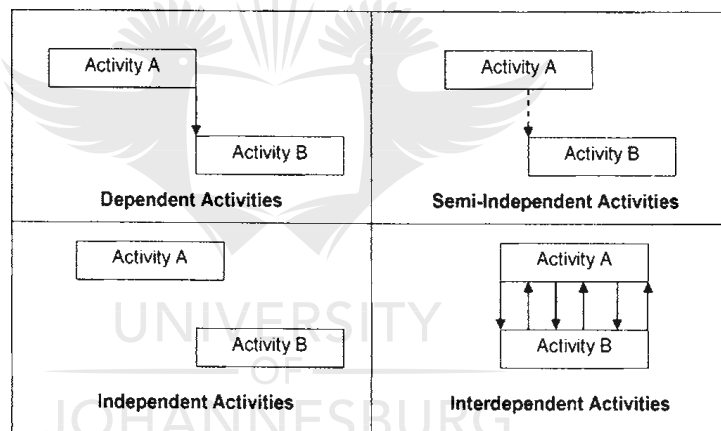 Activity A
Activity B
Dependent Activities
Activity A
Activity B
Semi-Independent Activities
Activity A
Activity B
Independent Activities
Activity A
Activity B
Interdependent Activities
UNIVERSITY
OF
JOHANNESBURG